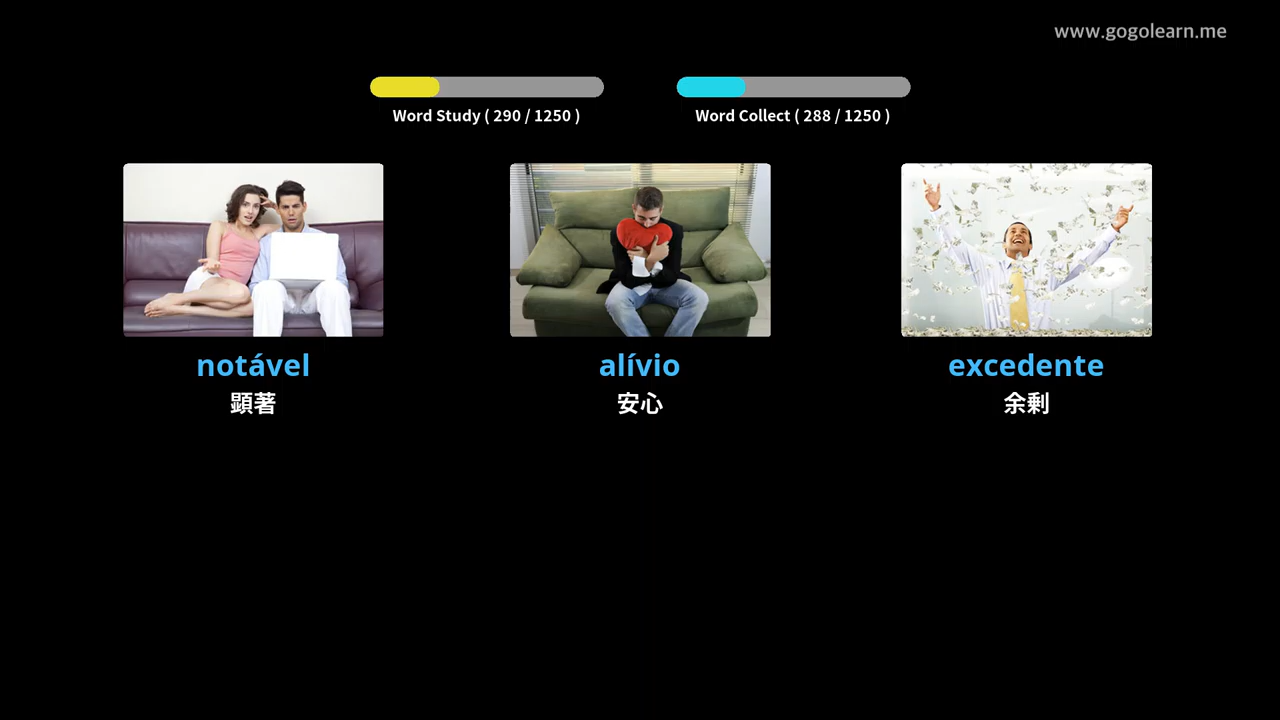 www.gogolearn.me
Word Study ( 290 / 1250 )
Word Collect ( 288 / 1250 )
notável
顕著
alívio
安心
excedente
余剰